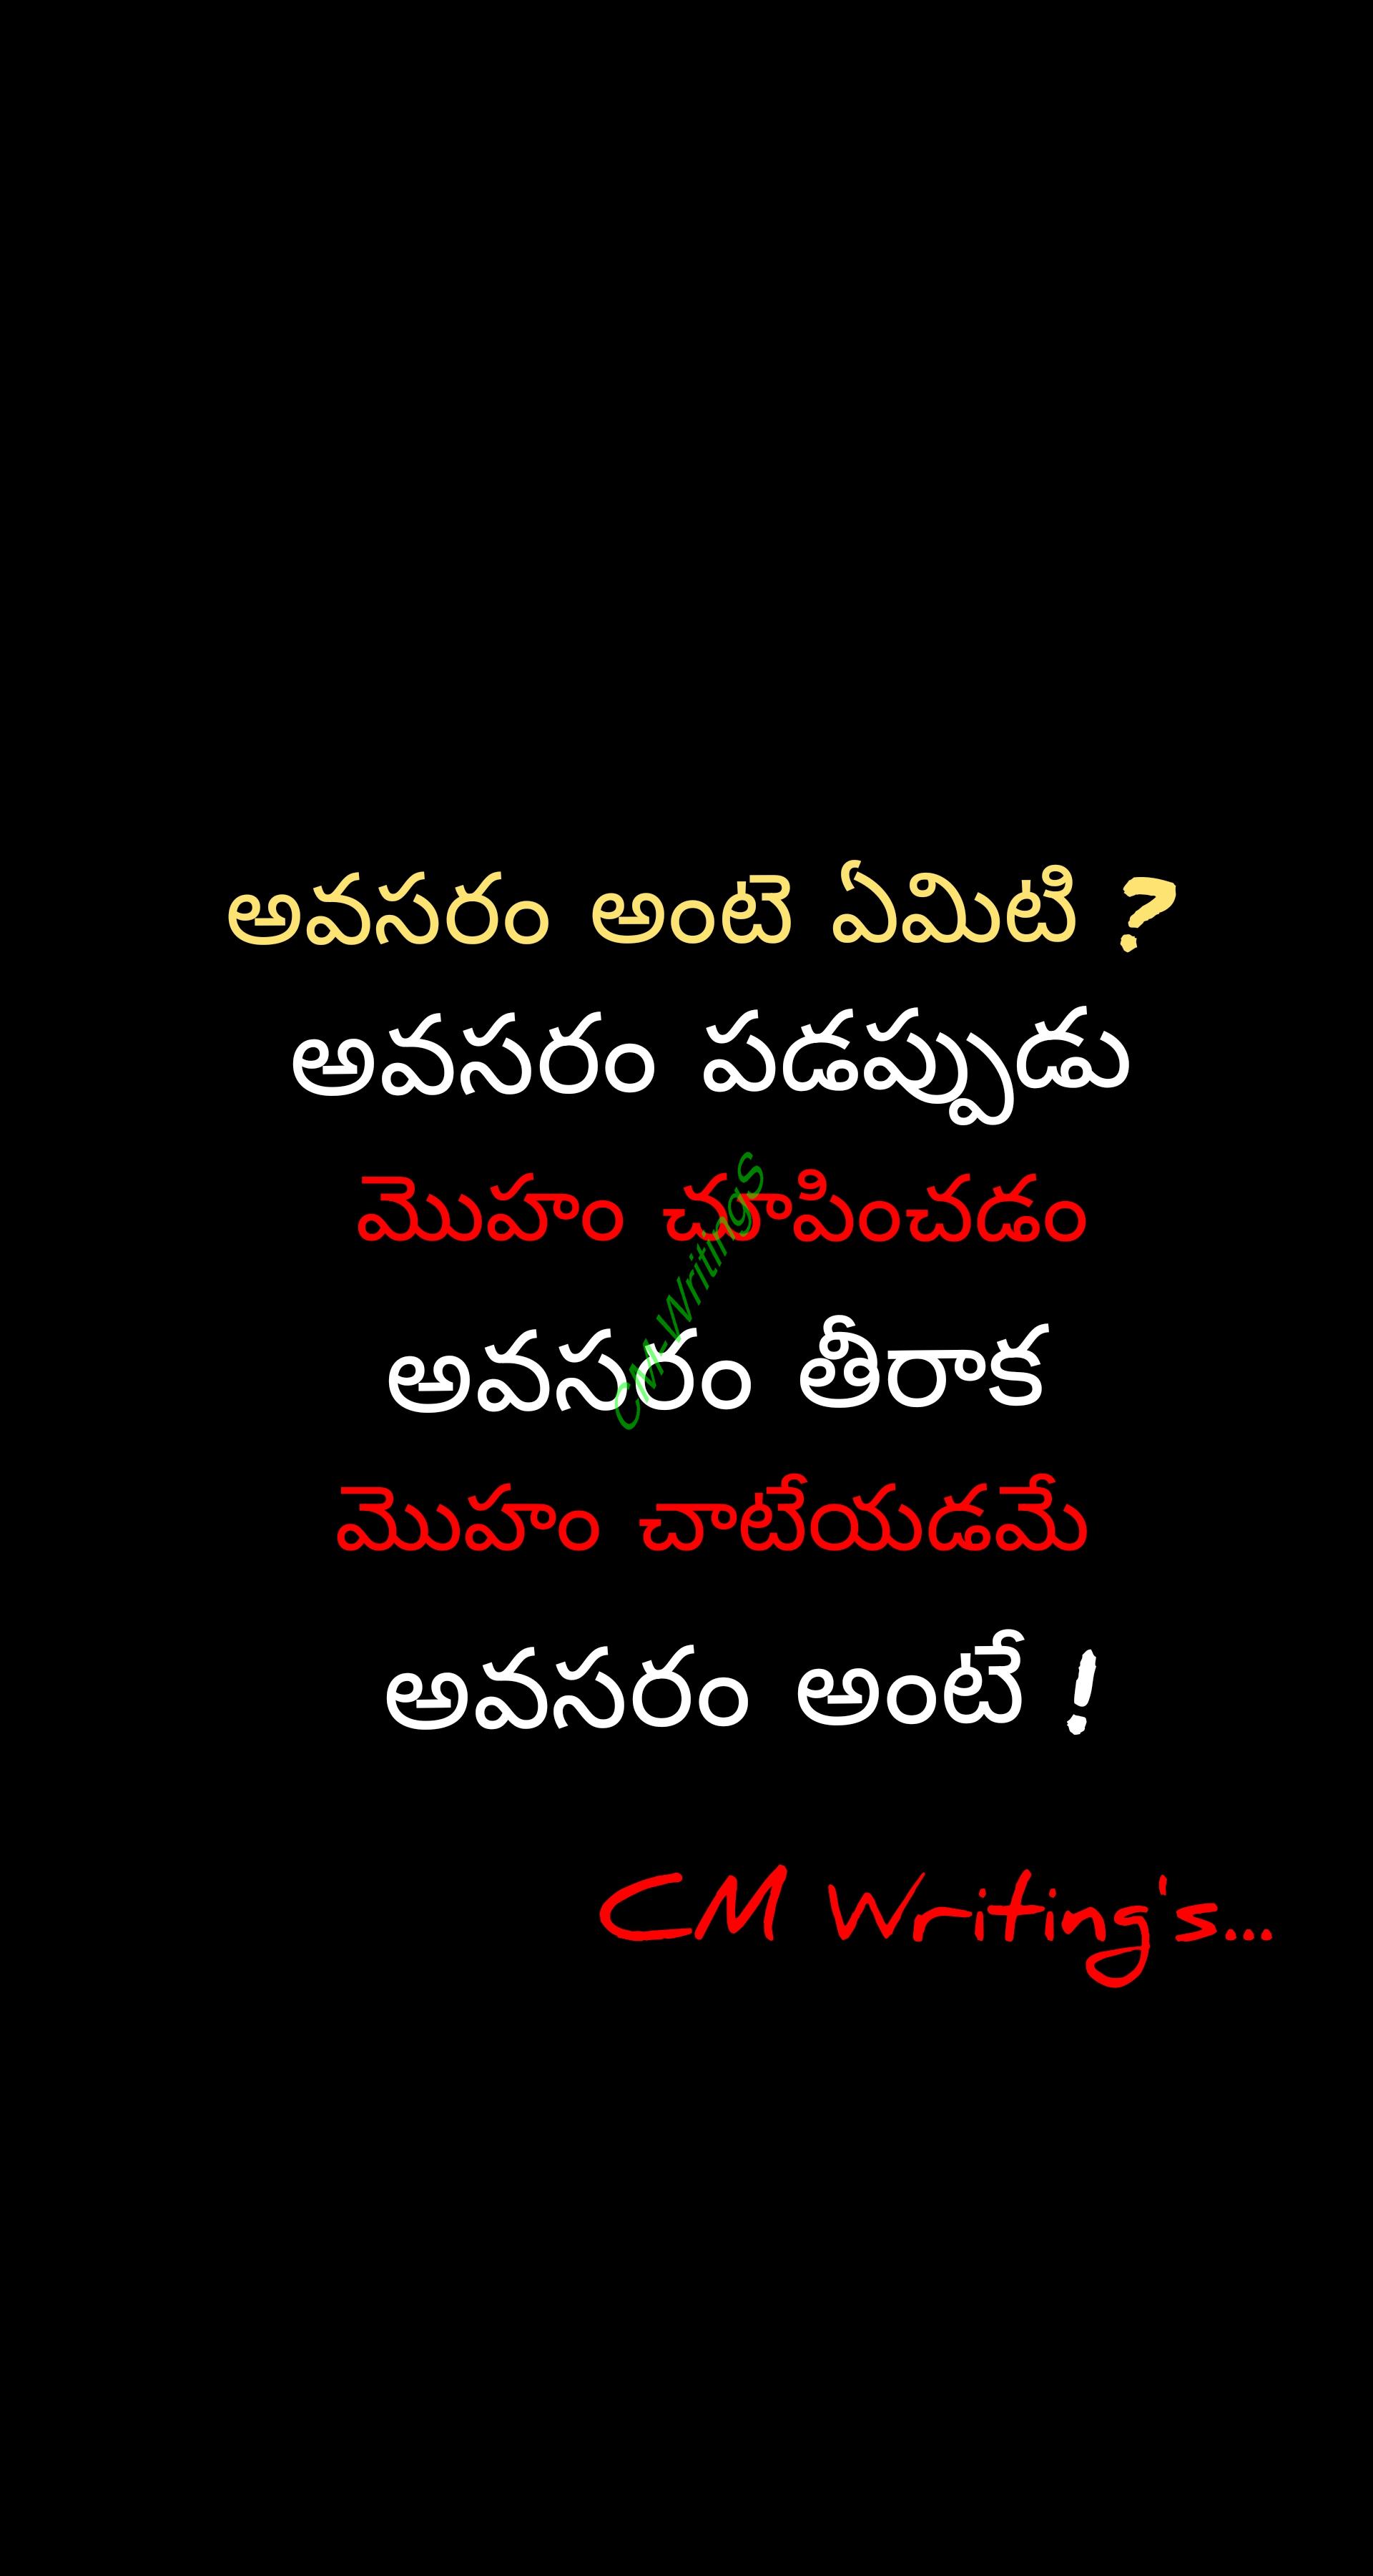 అవసరం అంటె ఏమిటి ?
అవసరం పడప్పుడు
మొహం చూపించడం
CM-Writings
అవసరం తీరాక
మొహం చాటేయడమే
అవసరం అంటే !
CM Writing's...